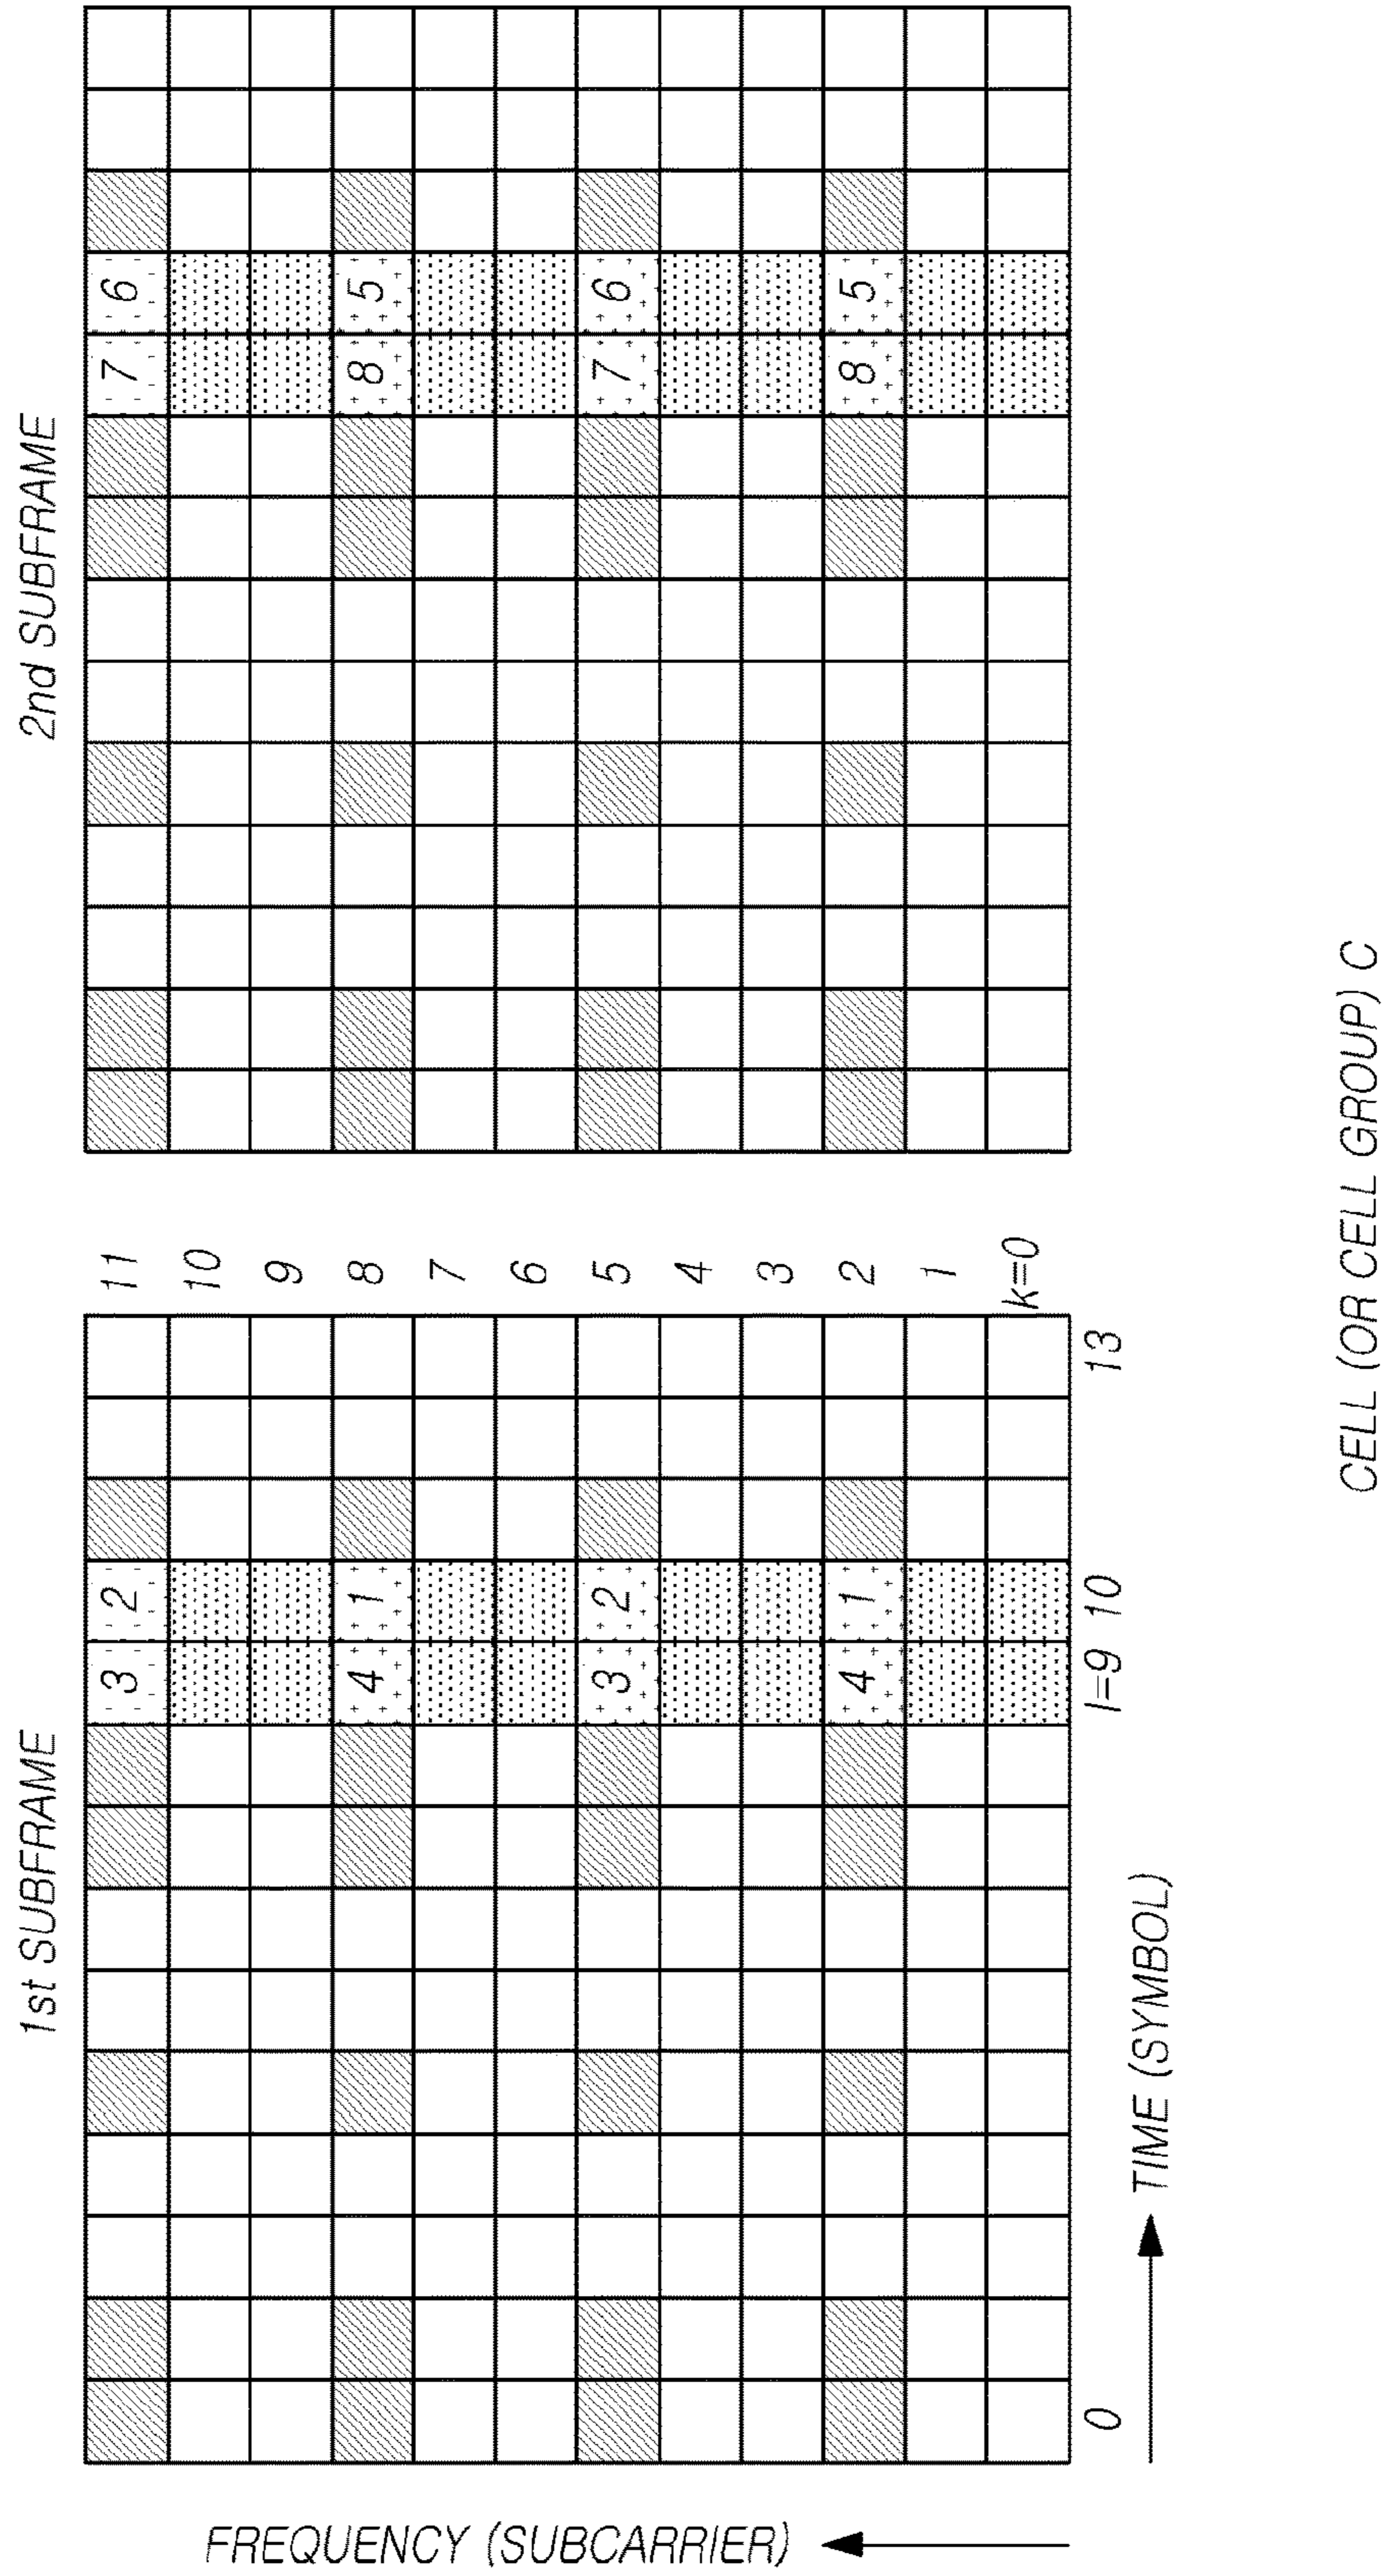 1st SUBFRAME
2nd SUBFRAME
FREQUENCY (SUBCARRIER)
3 2 11 7 6
10
9
4 1 8 8 5
7
6
3 2 5 7 6
4
3
4 1 2 8 5
1
k=0
0 l=9 10 13
TIME (SYMBOL)
CELL (OR CELL GROUP) C